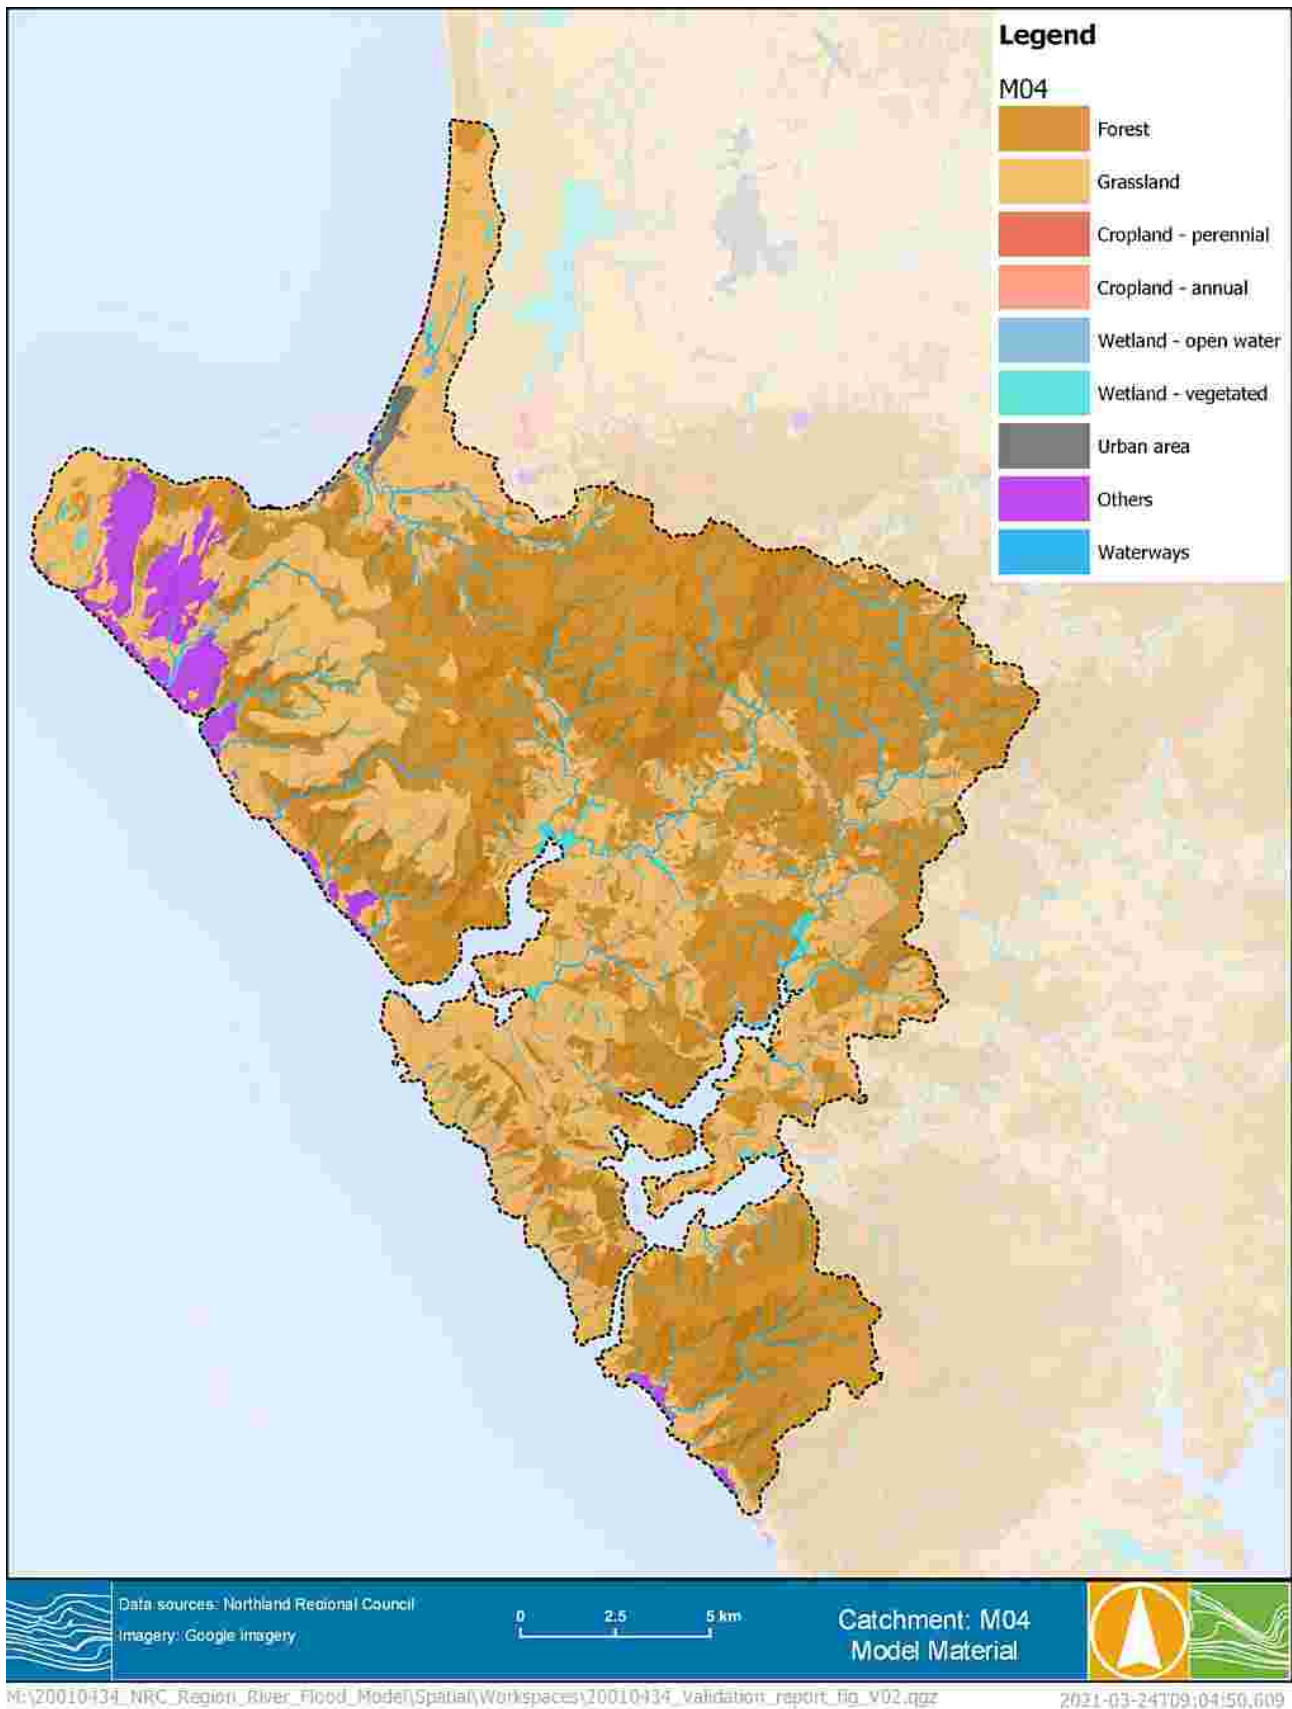 Legend
M04
Forest
Grassland
Cropland - perennial
Cropland - annual
Wetland - open water
Wetland - vegetated
Urban area
Others
Waterways
Data sources: Northland Regional Council
Imagery: Google Imagery
0 2.5 5 km
Catchment: M04
Model Material
M:\20010434_NRC_Region_River_Flood_Model\Spatial\Workspaces\20010434_Validation_report_fig_V02.qgz
2021-03-24T09:04:50.609